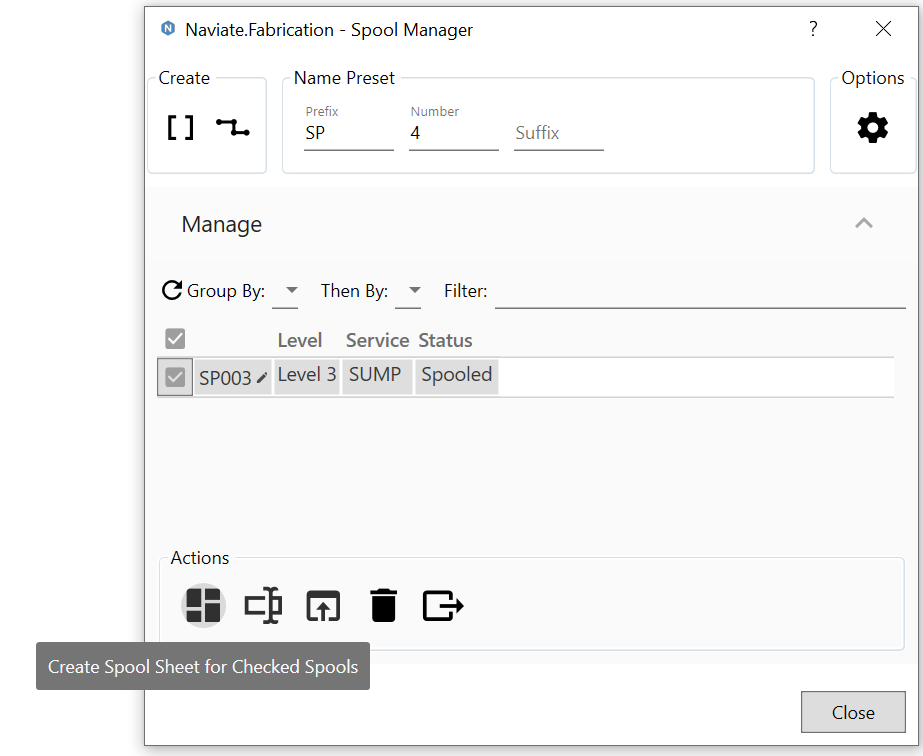 N Naviate.Fabrication - Spool Manager ?
Create Name Preset Options
Prefix Number
SP 4 Suffix
Manage
Group By: Then By: Filter:
Level Service Status
SP003 Level 3 SUMP Spooled
Actions
Create Spool Sheet for Checked Spools
Close